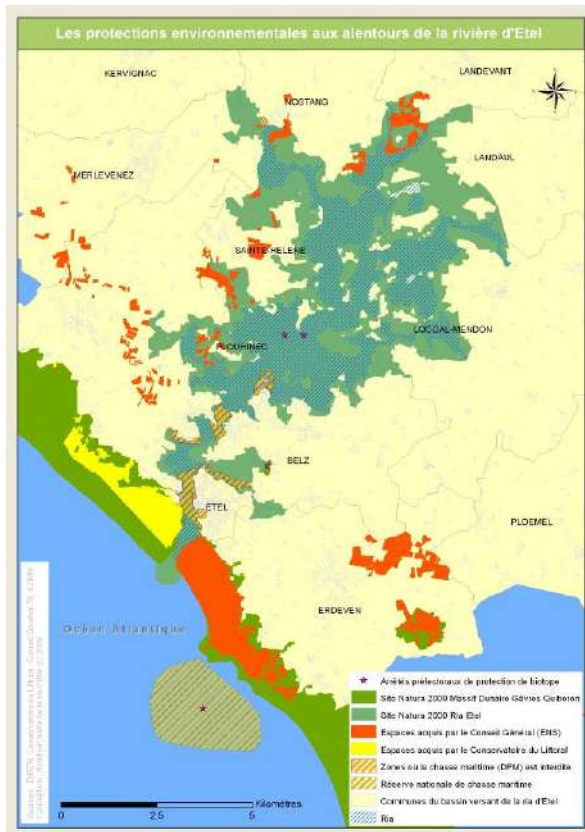 Les protections environnementales aux alentours de la rivière d'Etel
KERVIGNAC
LANDEVANT
NOSTANG
LANDAUL
MERLEVENEZ
SAINTE-HELENE
LOCOAL-MENDON
PLOUHINEC
BELZ
ETEL
PLOEMEL
ERDEVEN
Océan Atlantique
Arrêtés préfectoraux de protection de biotope
Site Natura 2000 Massif Dunaire Gâvres Quiberon
Site Natura 2000 Ria Etel
Espaces acquis par le Conseil Général (ENS)
Espaces acquis par le Conservatoire du Littoral
Zones où la chasse maritime (DPM) est interdite
Réserve nationale de chasse maritime
Communes du bassin versant de la ria d'Etel
Ria
0 2,5 5
Kilomètres